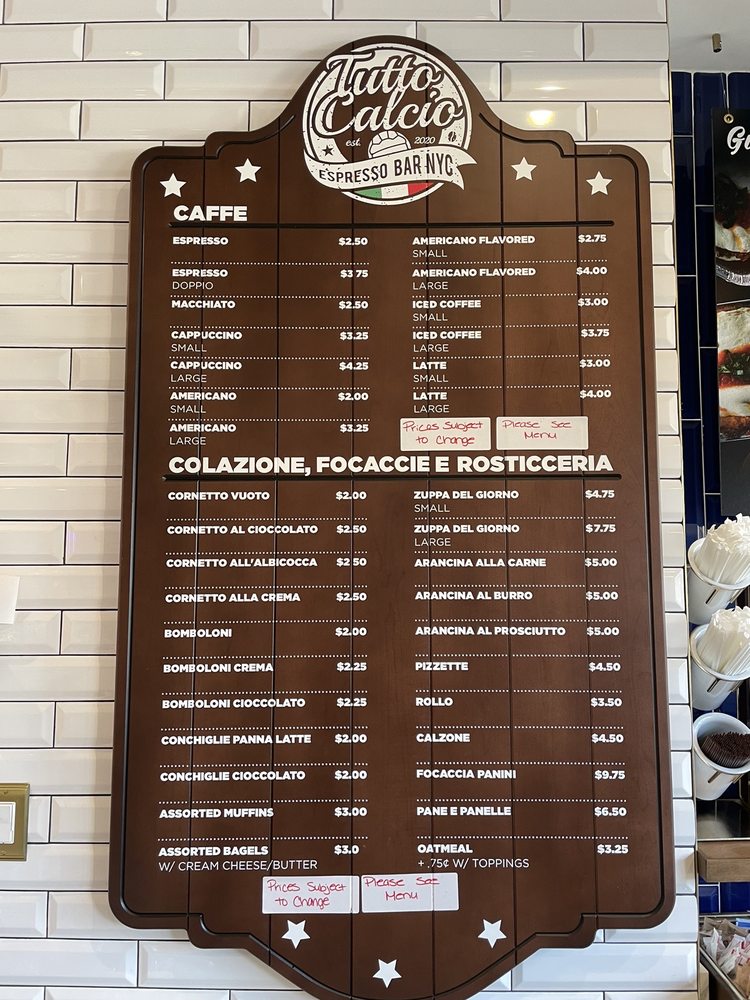 Tutto
Calcio
est. 2020
ESPRESSO BAR NYC
CAFFE
ESPRESSO $2.50
ESPRESSO $3 75
DOPPIO
MACCHIATO $2.50
CAPPUCCINO $3.25
SMALL
CAPPUCCINO $4.25
LARGE
AMERICANO $2.00
SMALL
AMERICANO $3.25
LARGE
AMERICANO FLAVORED $2.75
SMALL
AMERICANO FLAVORED $4.00
LARGE
ICED COFFEE $3.00
SMALL
ICED COFFEE $3.75
LARGE
LATTE $3.00
SMALL
LATTE $4.00
LARGE
Prices Subject
to Change
Please See
Menu
COLAZIONE, FOCACCIE E ROSTICCERIA
CORNETTO VUOTO $2.00
CORNETTO AL CIOCCOLATO $2.50
CORNETTO ALL'ALBICOCCA $2 50
CORNETTO ALLA CREMA $2.50
BOMBOLONI $2.00
BOMBOLONI CREMA $2.25
BOMBOLONI CIOCCOLATO $2.25
CONCHIGLIE PANNA LATTE $2.00
CONCHIGLIE CIOCCOLATO $2.00
ASSORTED MUFFINS $3.00
ASSORTED BAGELS $3.0
W/ CREAM CHEESE/BUTTER
ZUPPA DEL GIORNO $4.75
SMALL
ZUPPA DEL GIORNO $7.75
LARGE
ARANCINA ALLA CARNE $5.00
ARANCINA AL BURRO $5.00
ARANCINA AL PROSCIUTTO $5.00
PIZZETTE $4.50
ROLLO $3.50
CALZONE $4.50
FOCACCIA PANINI $9.75
PANE E PANELLE $6.50
OATMEAL $3.25
+ .75¢ W/ TOPPINGS
Prices Subject
to Change
Please See
Menu